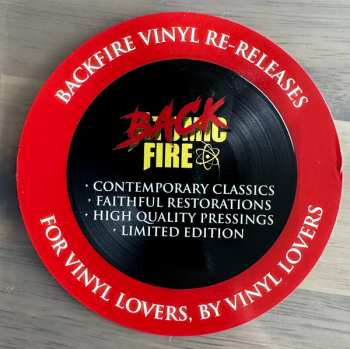 BACKFIRE VINYL RE-RELEASES
BACK
ATOMIC
FIRE
· CONTEMPORARY CLASSICS
· FAITHFUL RESTORATIONS
· HIGH QUALITY PRESSINGS
· LIMITED EDITION
FOR VINYL LOVERS, BY VINYL LOVERS